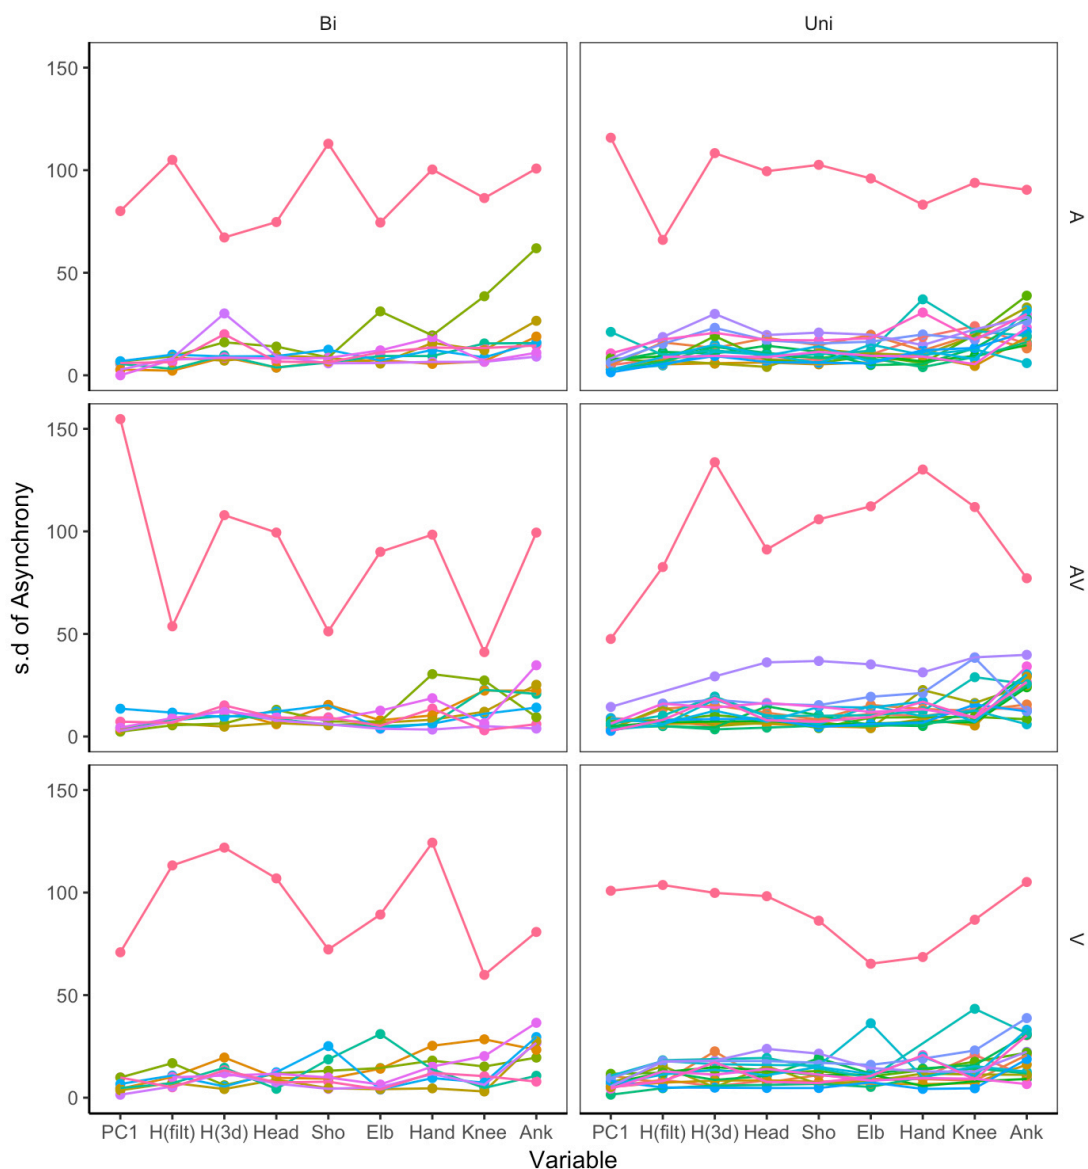 Bi Uni
150
100
50
0
A
150
100
50
0
AV
150
100
50
0
V
s.d of Asynchrony
PC1 H(filt) H(3d) Head Sho Elb Hand Knee Ank PC1 H(filt) H(3d) Head Sho Elb Hand Knee Ank
Variable